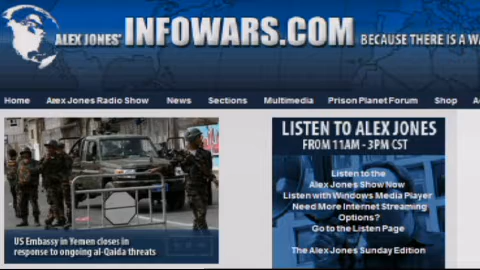 ALEX JONES' INFOWARS.COM BECAUSE THERE IS A
Home Alex Jones Radio Show News Sections Multimedia Prison Planet Forum Shop
US Embassy in Yemen closes in
response to ongoing al-Qaida threats
LISTEN TO ALEX JONES
FROM 11AM - 3PM CST
Listen to the
Alex Jones Show Now
Listen with Windows Media Player
Need More Internet Streaming
Options?
Go to the Listen Page
The Alex Jones Sunday Edition